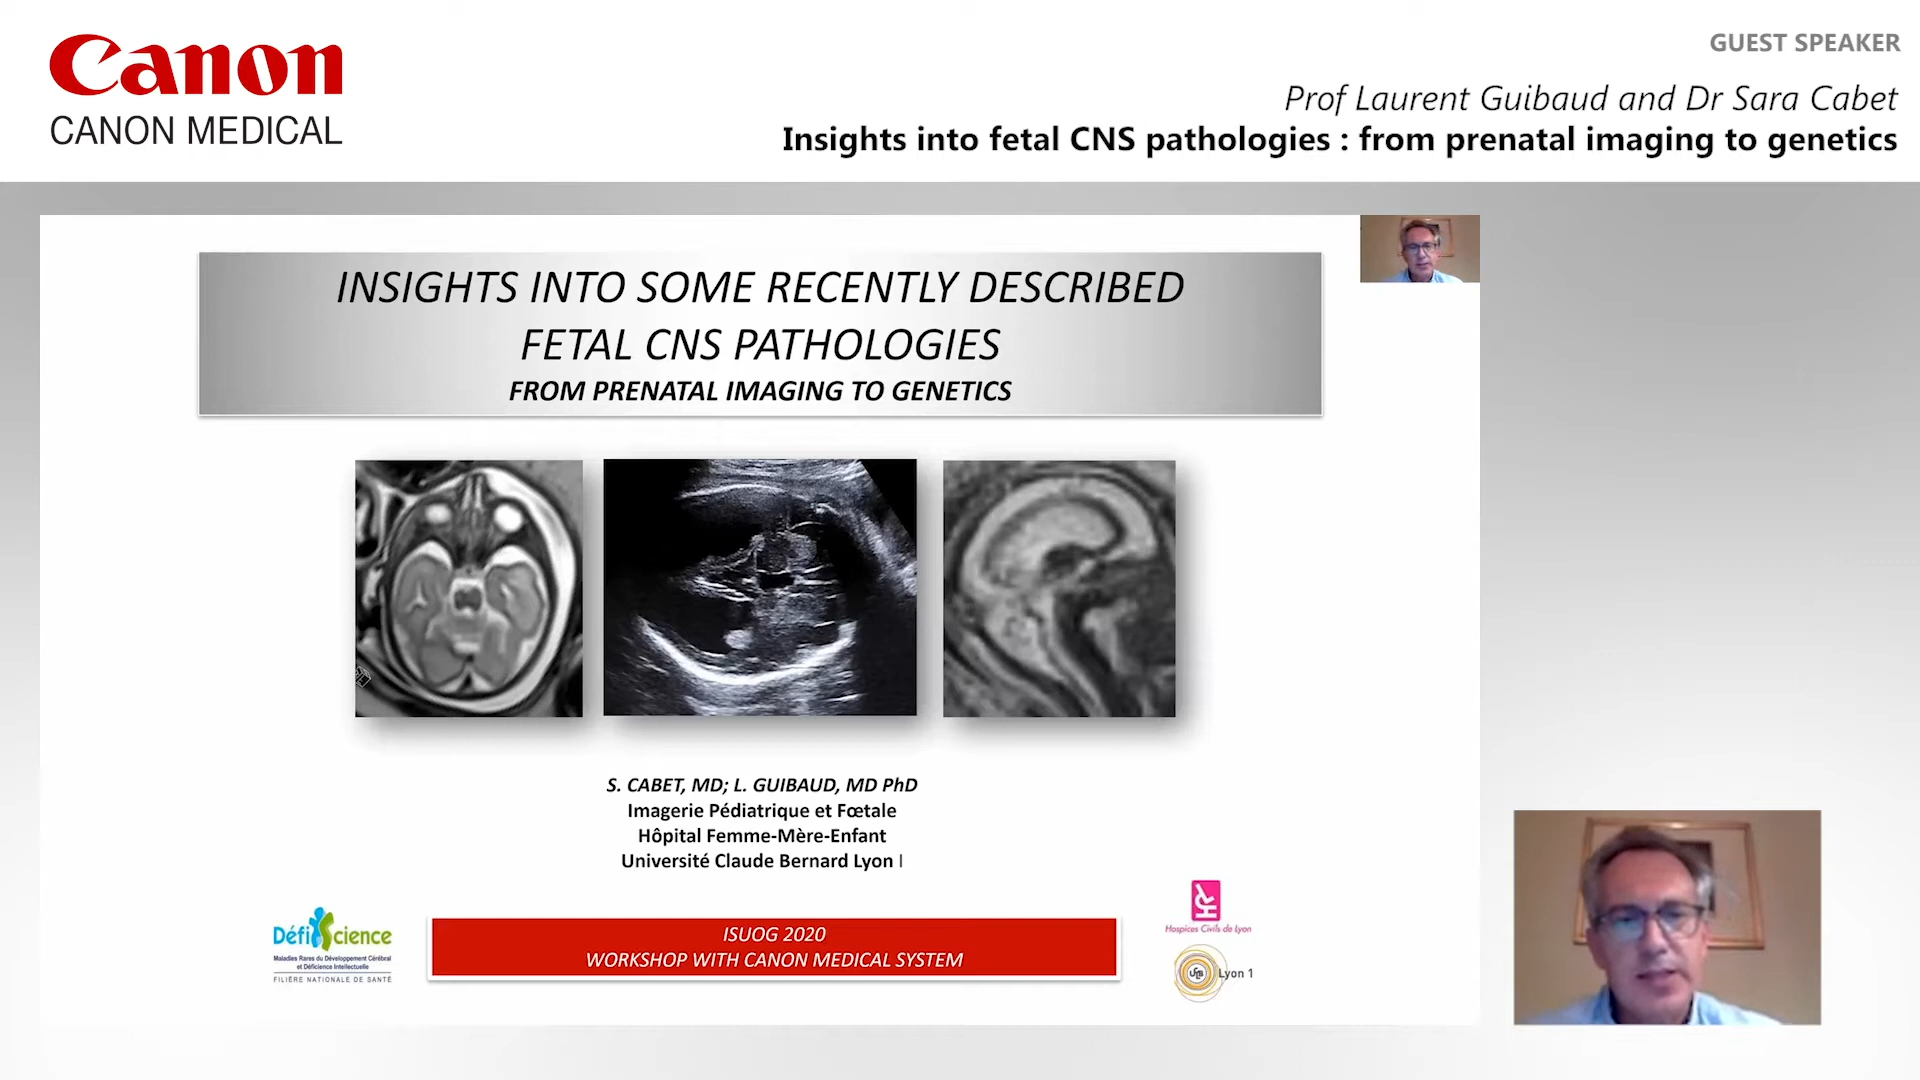 Canon
CANON MEDICAL
GUEST SPEAKER
Prof Laurent Guibaud and Dr Sara Cabet
Insights into fetal CNS pathologies : from prenatal imaging to genetics
INSIGHTS INTO SOME RECENTLY DESCRIBED
FETAL CNS PATHOLOGIES
FROM PRENATAL IMAGING TO GENETICS
S. CABET, MD; L. GUIBAUD, MD PhD
Imagerie Pédiatrique et Fœtale
Hôpital Femme-Mère-Enfant
Université Claude Bernard Lyon I
DéfiScience
Maladies Rares du Développement Cérébral
et Déficience Intellectuelle
FILIÈRE NATIONALE DE SANTÉ
ISUOG 2020
WORKSHOP WITH CANON MEDICAL SYSTEM
Hospices Civils de Lyon
Lyon 1